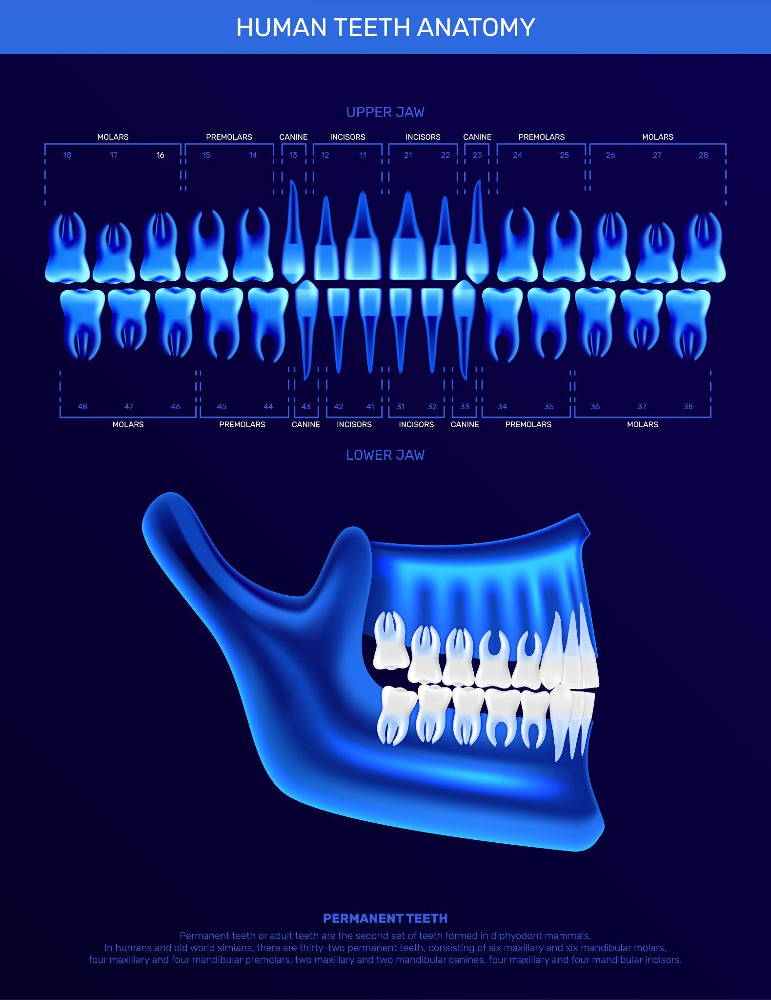 HUMAN TEETH ANATOMY
UPPER JAW
MOLARS PREMOLARS CANINE INCISORS INCISORS CANINE PREMOLARS MOLARS
18 17 16 15 14 13 12 11 21 22 23 24 25 26 27 28
48 47 46 45 44 43 42 41 31 32 33 34 35 36 37 38
MOLARS PREMOLARS CANINE INCISORS INCISORS CANINE PREMOLARS MOLARS
LOWER JAW
PERMANENT TEETH
Permanent teeth or adult teeth are the second set of teeth formed in diphyodont mammals.
In humans and old world simians, there are thirty-two permanent teeth, consisting of six maxillary and six mandibular molars,
four maxillary and four mandibular premolars, two maxillary and two mandibular canines, four maxillary and four mandibular incisors.